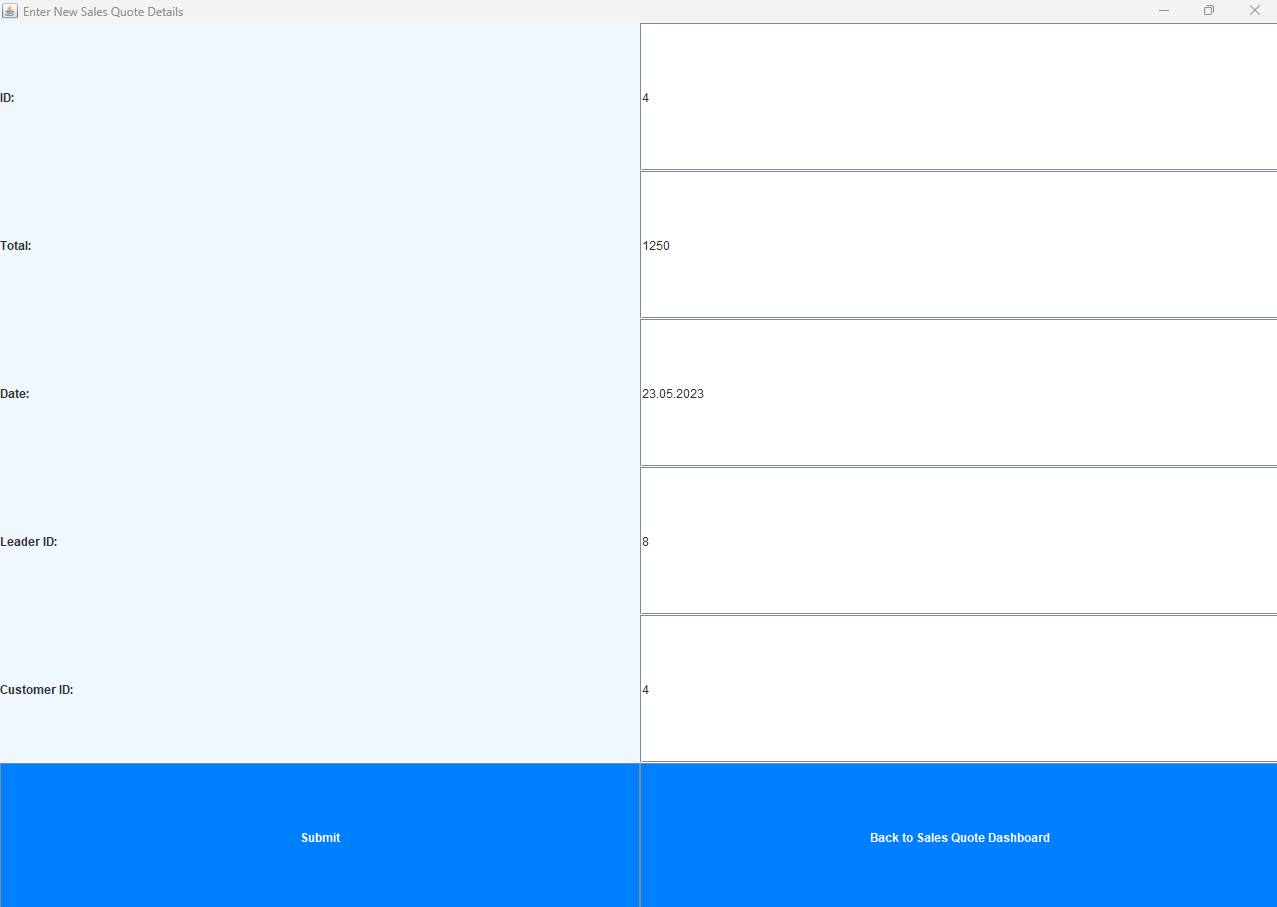 Enter New Sales Quote Details
ID: 4
Total: 1250
Date: 23.05.2023
Leader ID: 8
Customer ID: 4
Submit Back to Sales Quote Dashboard